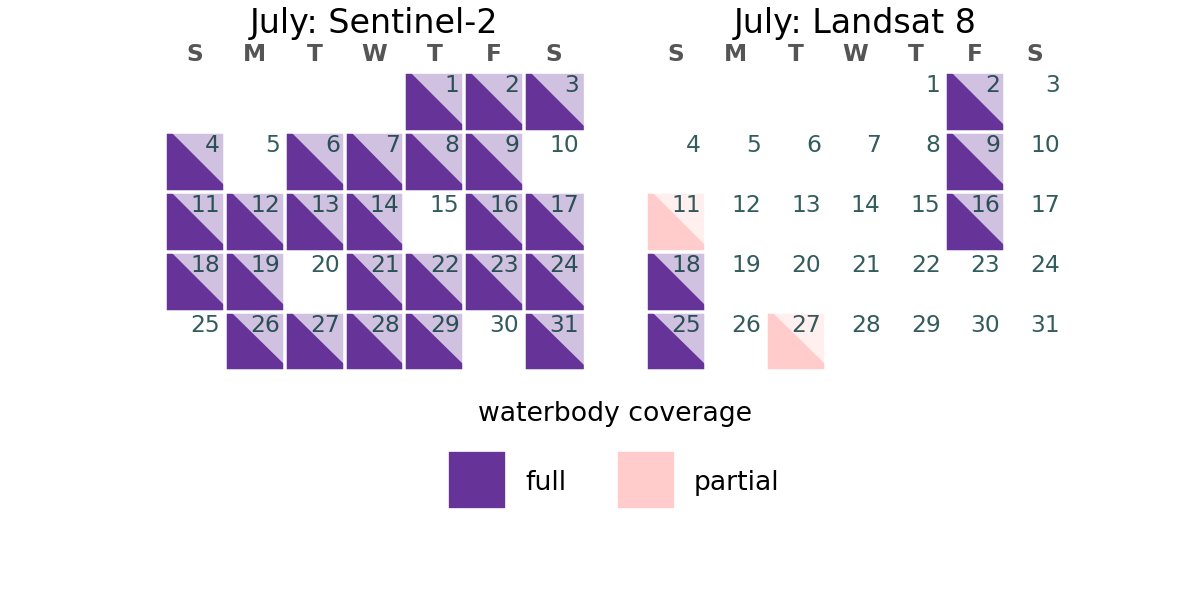 July: Sentinel-2
S M T W T F S
1 2 3
4 5 6 7 8 9 10
11 12 13 14 15 16 17
18 19 20 21 22 23 24
25 26 27 28 29 30 31
July: Landsat 8
S M T W T F S
1 2 3
4 5 6 7 8 9 10
11 12 13 14 15 16 17
18 19 20 21 22 23 24
25 26 27 28 29 30 31
waterbody coverage
full
partial